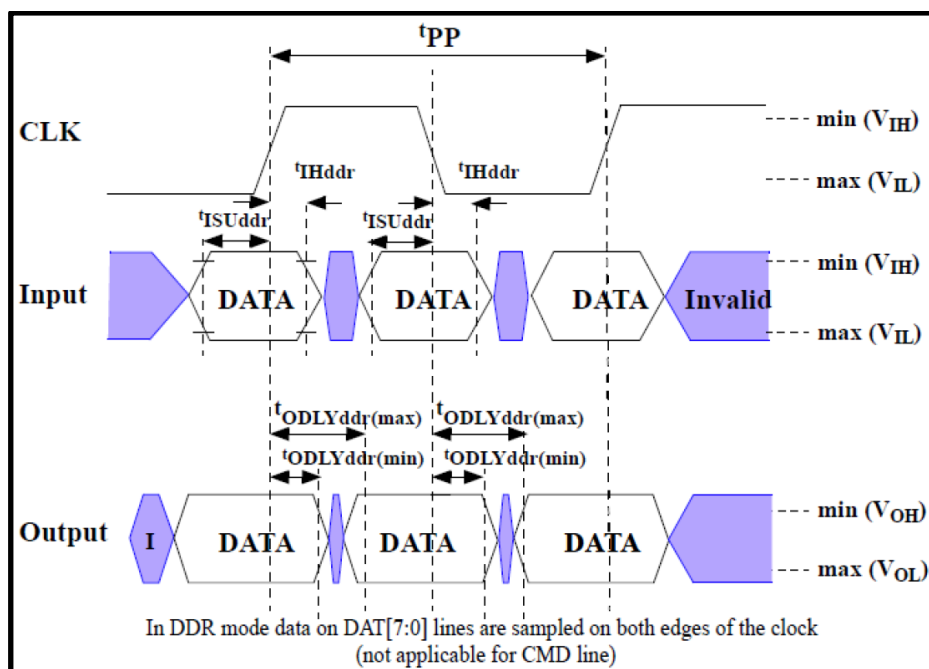 tPP
CLK
min (VIH)
max (VIL)
tIHddr
tIHddr
tISUddr
tISUddr
Input
DATA
DATA
DATA
Invalid
min (VIH)
max (VIL)
tODLYddr(max)
tODLYddr(max)
tODLYddr(min)
tODLYddr(min)
Output
I
DATA
DATA
DATA
min (VOH)
max (VOL)
In DDR mode data on DAT[7:0] lines are sampled on both edges of the clock
(not applicable for CMD line)